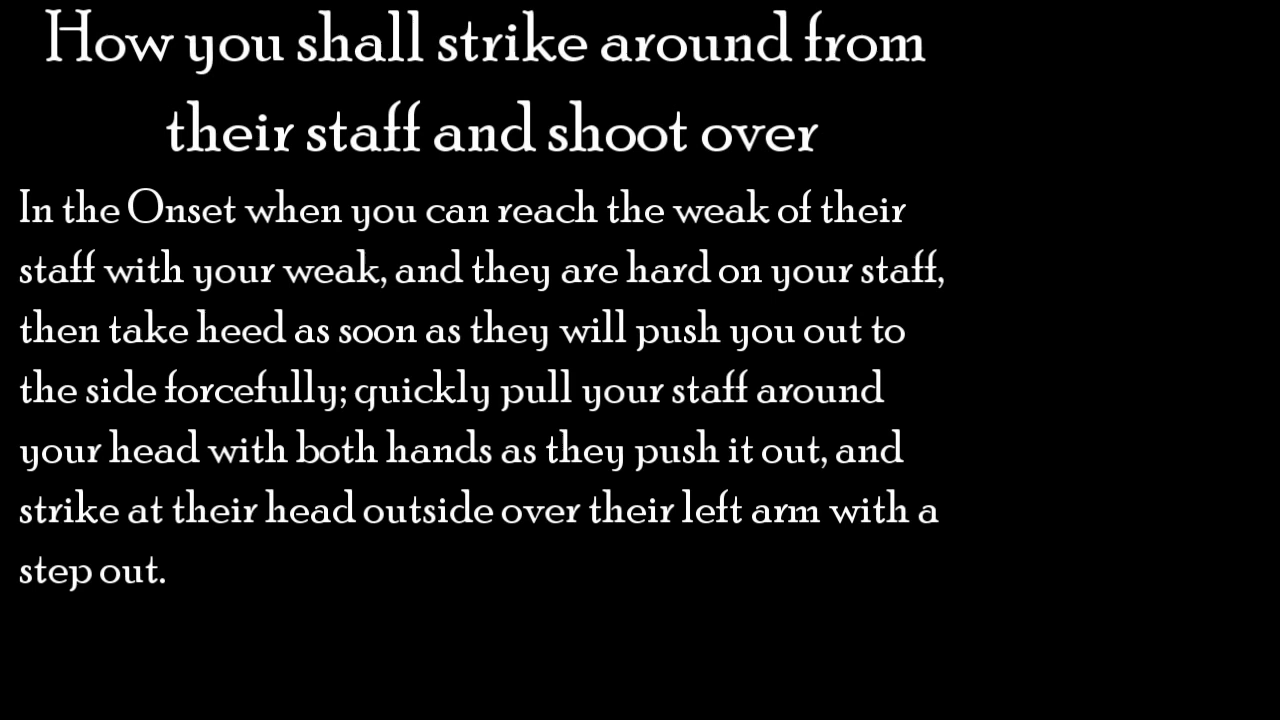 How you shall strike around from
their staff and shoot over
In the Onset when you can reach the weak of their
staff with your weak, and they are hard on your staff,
then take heed as soon as they will push you out to
the side forcefully; quickly pull your staff around
your head with both hands as they push it out, and
strike at their head outside over their left arm with a
step out.